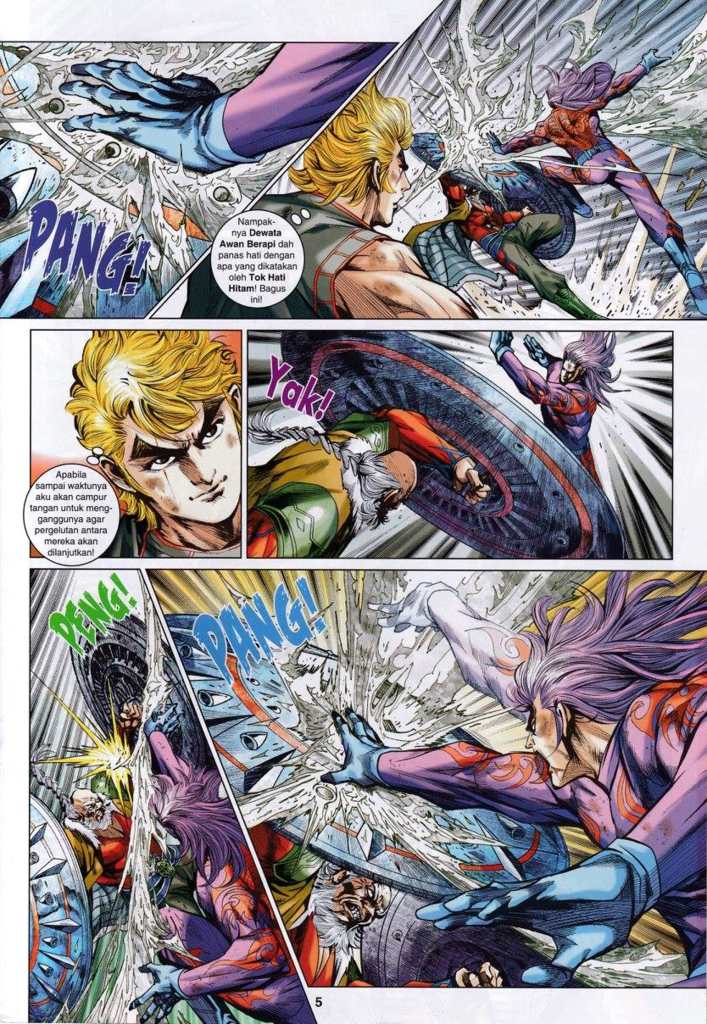 PANG!
Nampak-
nya Dewata
Awan Berapi dah
panas hati dengan
apa yang dikatakan
oleh Tok Hati
Hitam! Bagus
ini!
Yak!
Apabila
sampai waktunya
aku akan campur
tangan untuk meng-
ganggunya agar
pergelutan antara
mereka akan
dilanjutkan!
PENG!
PANG!
5